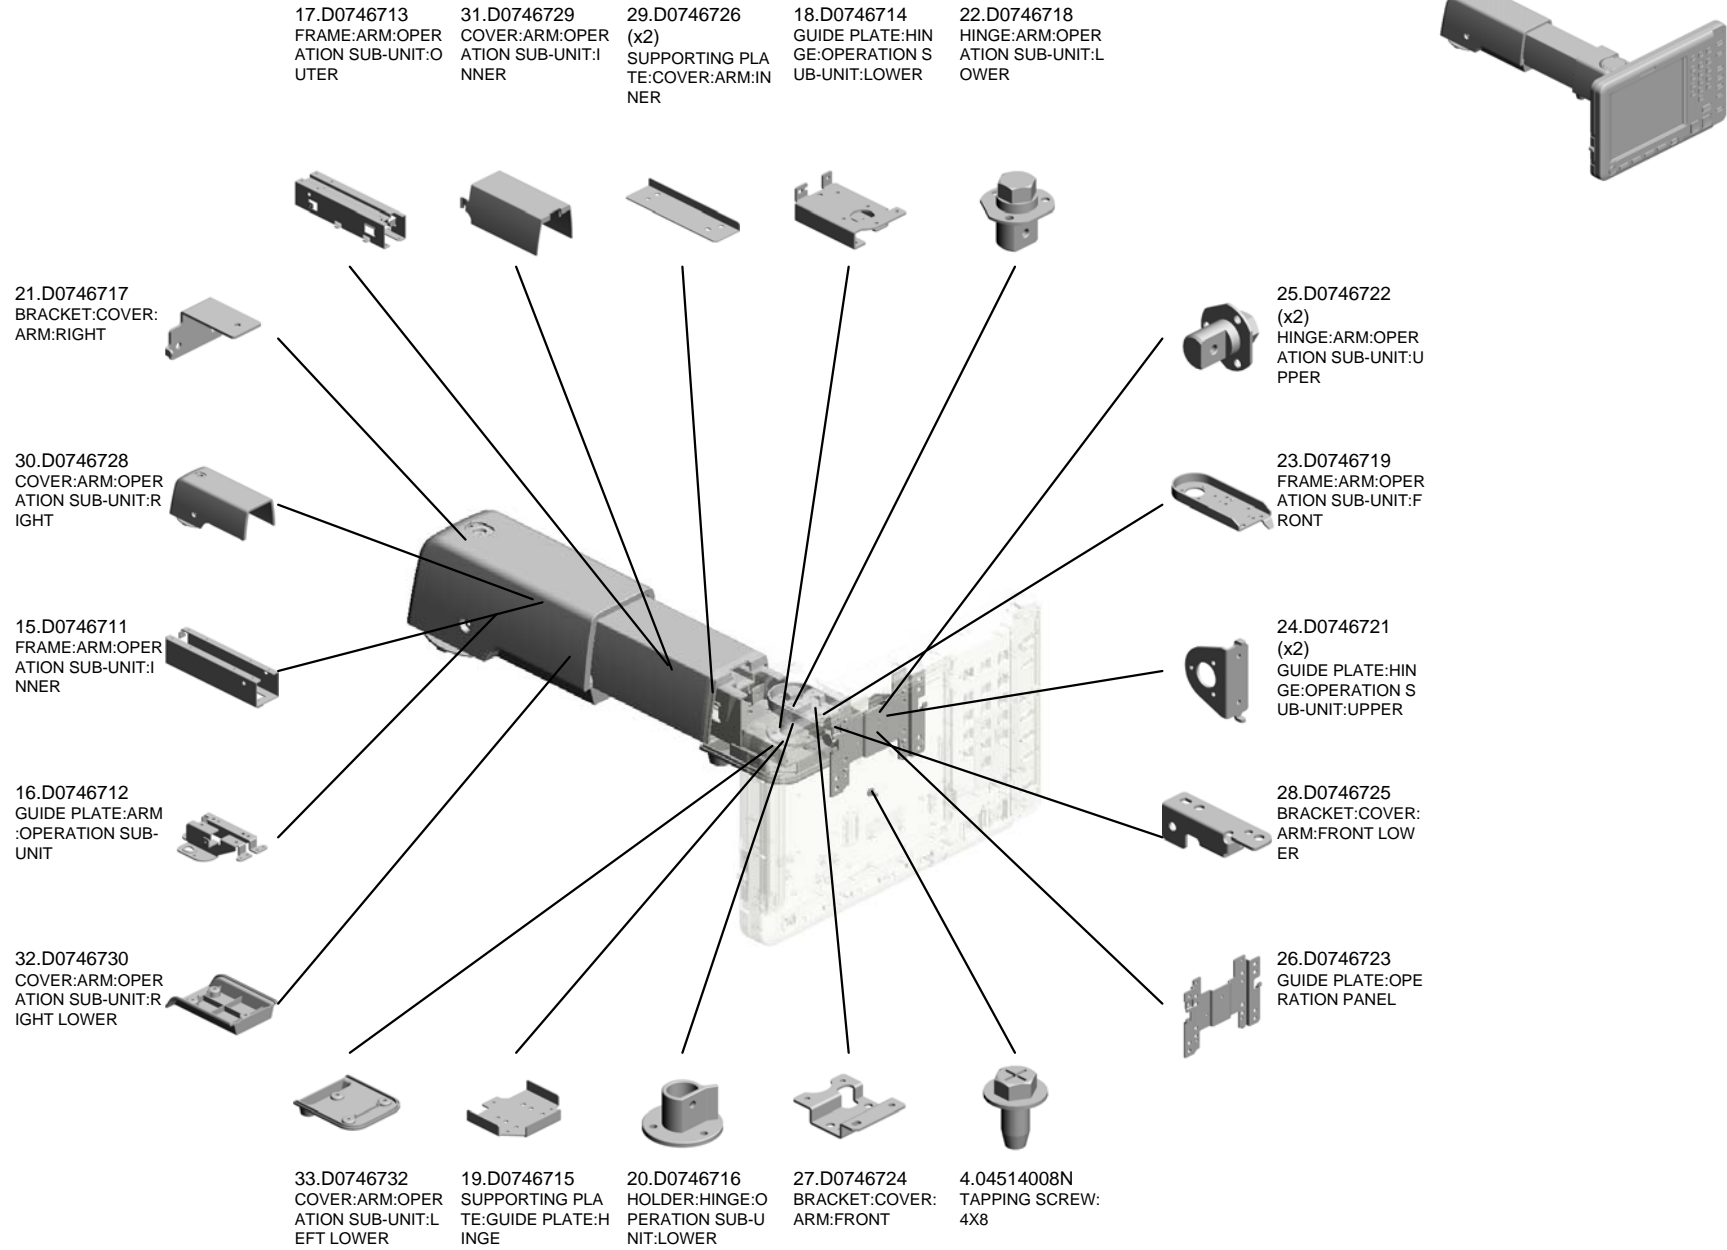 17.D0746713
FRAME:ARM:OPER
ATION SUB-UNIT:O
UTER
31.D0746729
COVER:ARM:OPER
ATION SUB-UNIT:I
NNER
29.D0746726
(x2)
SUPPORTING PLA
TE:COVER:ARM:IN
NER
18.D0746714
GUIDE PLATE:HIN
GE:OPERATION S
UB-UNIT:LOWER
22.D0746718
HINGE:ARM:OPER
ATION SUB-UNIT:L
OWER
21.D0746717
BRACKET:COVER:
ARM:RIGHT
25.D0746722
(x2)
HINGE:ARM:OPER
ATION SUB-UNIT:U
PPER
30.D0746728
COVER:ARM:OPER
ATION SUB-UNIT:R
IGHT
23.D0746719
FRAME:ARM:OPER
ATION SUB-UNIT:F
RONT
15.D0746711
FRAME:ARM:OPER
ATION SUB-UNIT:I
NNER
24.D0746721
(x2)
GUIDE PLATE:HIN
GE:OPERATION S
UB-UNIT:UPPER
16.D0746712
GUIDE PLATE:ARM
:OPERATION SUB-
UNIT
28.D0746725
BRACKET:COVER:
ARM:FRONT LOW
ER
32.D0746730
COVER:ARM:OPER
ATION SUB-UNIT:R
IGHT LOWER
26.D0746723
GUIDE PLATE:OPE
RATION PANEL
33.D0746732
COVER:ARM:OPER
ATION SUB-UNIT:L
EFT LOWER
19.D0746715
SUPPORTING PLA
TE:GUIDE PLATE:H
INGE
20.D0746716
HOLDER:HINGE:O
PERATION SUB-U
NIT:LOWER
27.D0746724
BRACKET:COVER:
ARM:FRONT
4.04514008N
TAPPING SCREW:
4X8